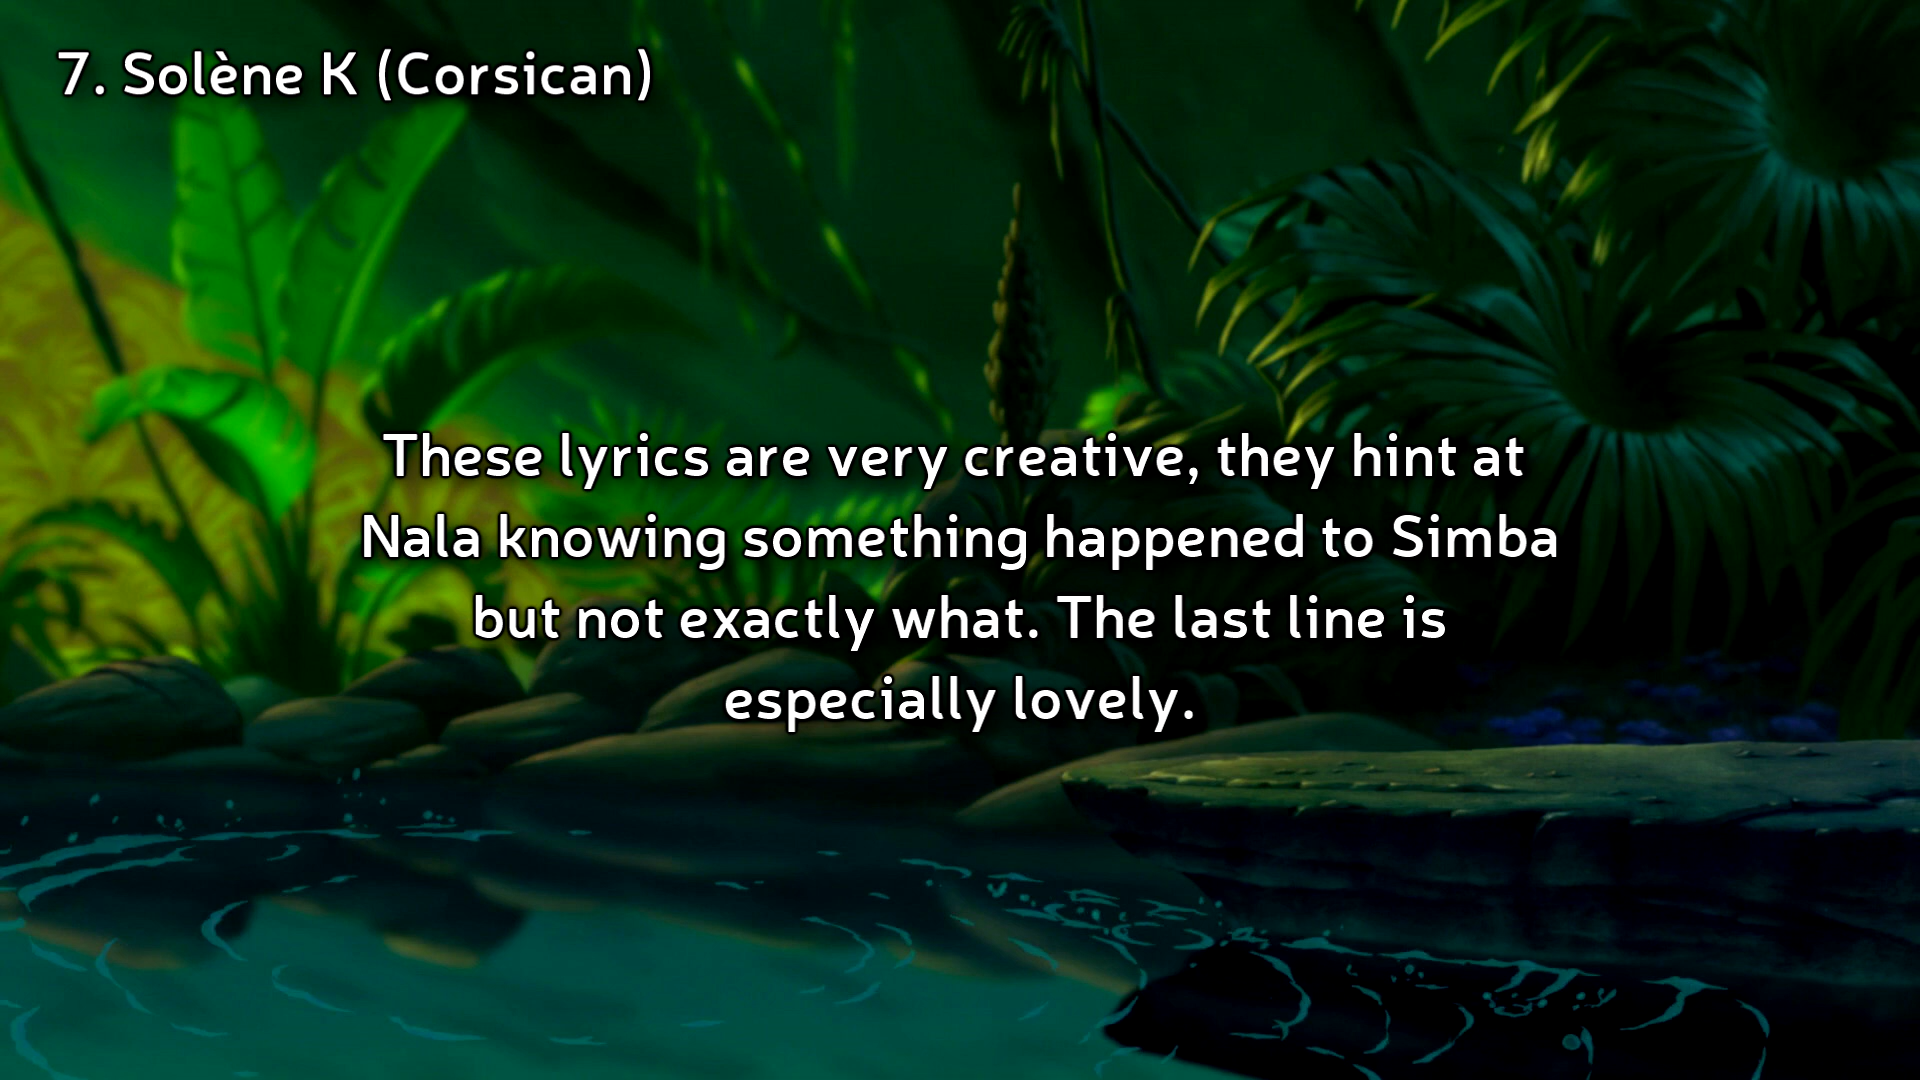 7. Solène K (Corsican)
These lyrics are very creative, they hint at
Nala knowing something happened to Simba
but not exactly what. The last line is
especially lovely.